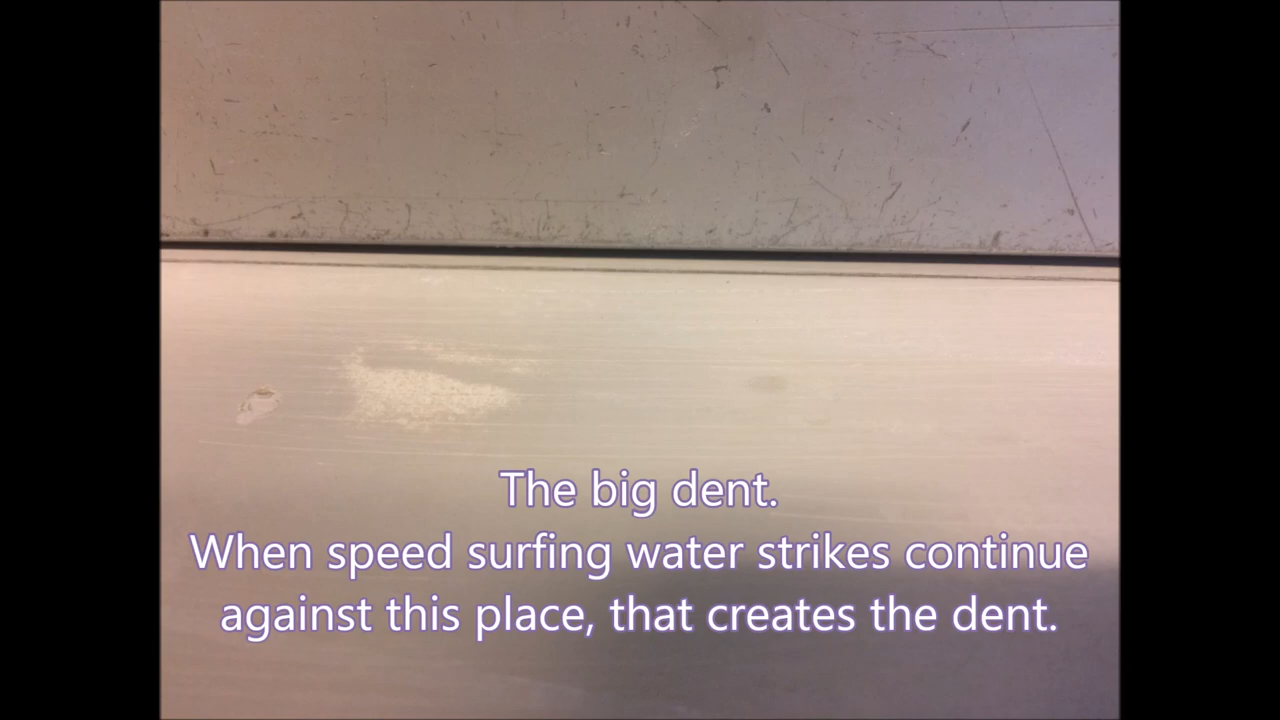 The big dent.
When speed surfing water strikes continue
against this place, that creates the dent.